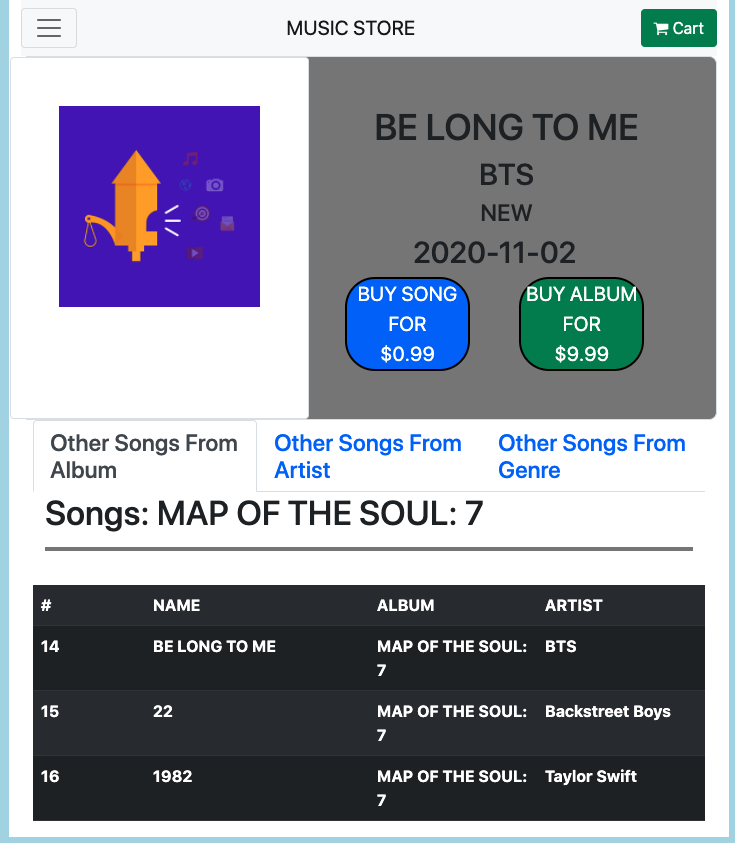 MUSIC STORE
Cart
BE LONG TO ME
BTS
NEW
2020-11-02
BUY SONG
FOR
$0.99
BUY ALBUM
FOR
$9.99
Other Songs From
Album
Other Songs From
Artist
Other Songs From
Genre
Songs: MAP OF THE SOUL: 7
# NAME ALBUM ARTIST
14 BE LONG TO ME MAP OF THE SOUL: BTS
7
15 22 MAP OF THE SOUL: Backstreet Boys
7
16 1982 MAP OF THE SOUL: Taylor Swift
7